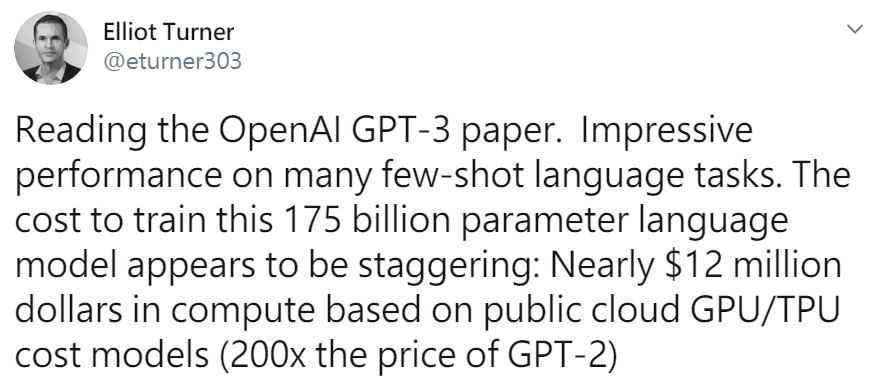 Elliot Turner
@eturner303
Reading the OpenAI GPT-3 paper.  Impressive
performance on many few-shot language tasks. The
cost to train this 175 billion parameter language
model appears to be staggering: Nearly $12 million
dollars in compute based on public cloud GPU/TPU
cost models (200x the price of GPT-2)